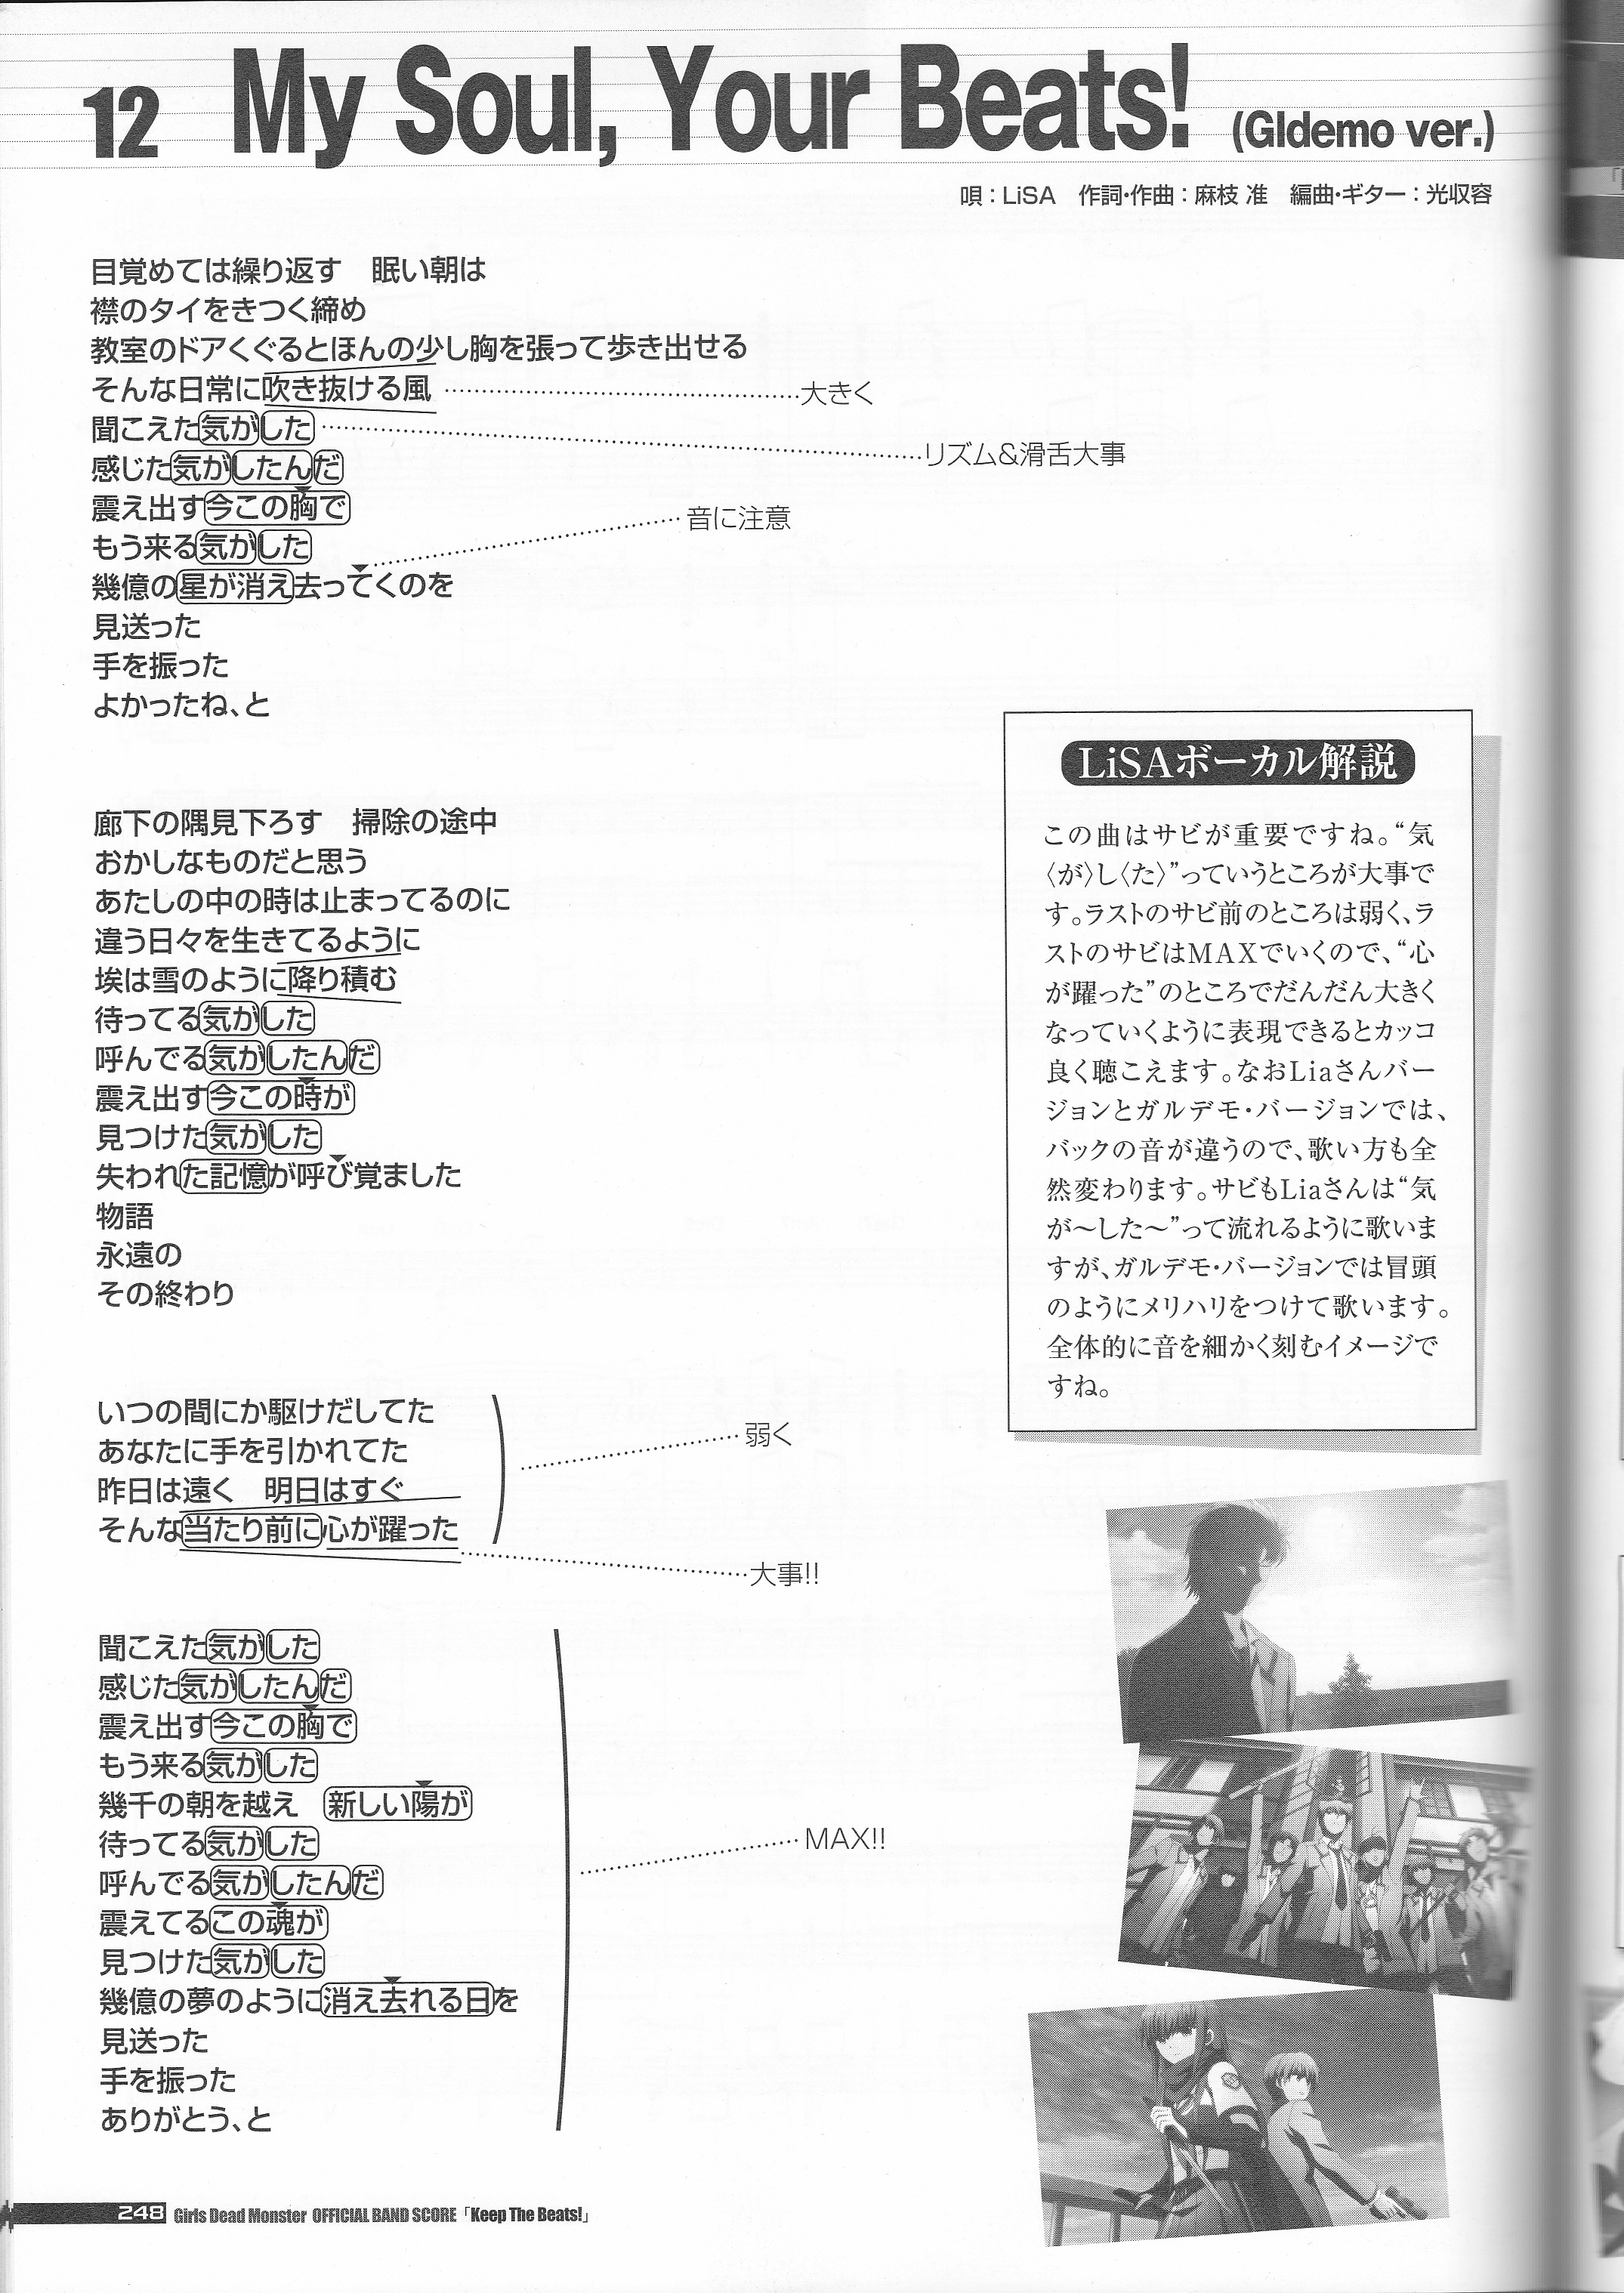 12 My Soul, Your Beats! (Gldemo ver.)
唄：LiSA　作詞・作曲：麻枝 准　編曲・ギター：光収容
目覚めては繰り返す　眠い朝は
襟のタイをきつく締め
教室のドアくぐるとほんの少し胸を張って歩き出せる
そんな日常に吹き抜ける風
大きく
聞こえた気がした
リズム&滑舌大事
感じた気がしたんだ
震え出す今この胸で
音に注意
もう来る気がした
幾億の星が消え去ってくのを
見送った
手を振った
よかったね、と
廊下の隅見下ろす　掃除の途中
おかしなものだと思う
あたしの中の時は止まってるのに
違う日々を生きてるように
埃は雪のように降り積む
待ってる気がした
呼んでる気がしたんだ
震え出す今この時が
見つけた気がした
失われた記憶が呼び覚ました
物語
永遠の
その終わり
いつの間にか駆けだしてた
あなたに手を引かれてた
昨日は遠く　明日はすぐ
そんな当たり前に心が躍った
弱く
大事!!
聞こえた気がした
感じた気がしたんだ
震え出す今この胸で
もう来る気がした
幾千の朝を越え　新しい陽が
待ってる気がした
呼んでる気がしたんだ
震えてるこの魂が
見つけた気がした
幾億の夢のように消え去れる日を
見送った
手を振った
ありがとう、と
MAX!!
LiSAボーカル解説
この曲はサビが重要ですね。“気
〈が〉し〈た〉”っていうところが大事で
す。ラストのサビ前のところは弱く、ラ
ストのサビはMAXでいくので、“心
が躍った”のところでだんだん大きく
なっていくように表現できるとカッコ
良く聴こえます。なおLiaさんバー
ジョンとガルデモ・バージョンでは、
バックの音が違うので、歌い方も全
然変わります。サビもLiaさんは“気
が〜した〜”って流れるように歌いま
すが、ガルデモ・バージョンでは冒頭
のようにメリハリをつけて歌います。
全体的に音を細かく刻むイメージで
すね。
248 Girls Dead Monster OFFICIAL BAND SCORE「Keep The Beats!」